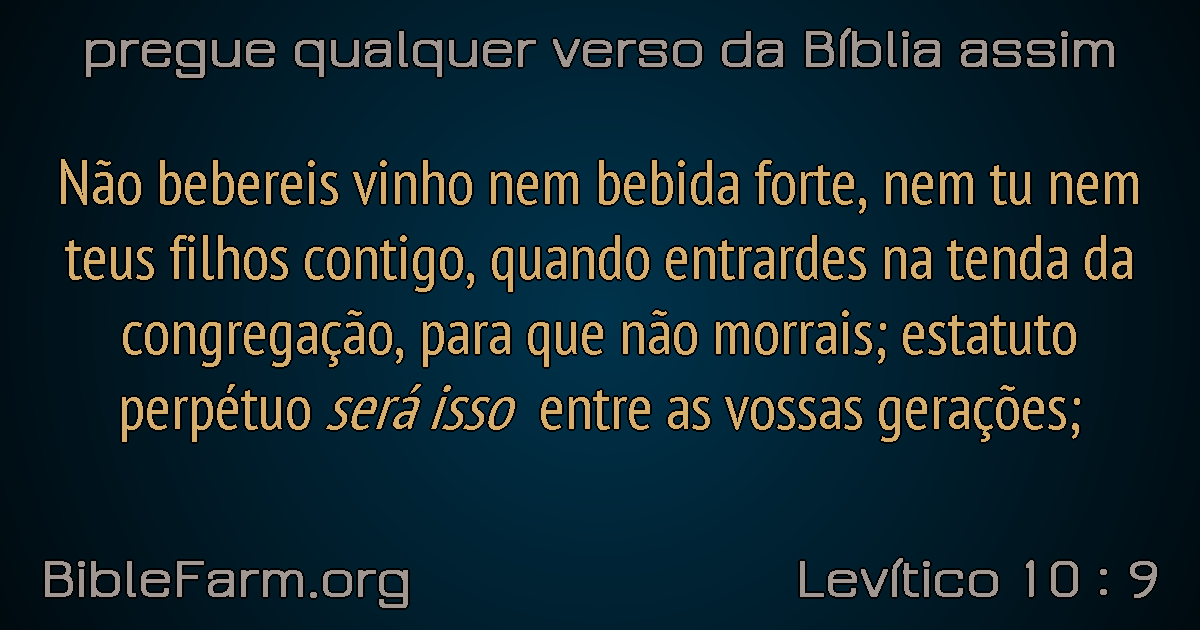 pregue qualquer verso da Bíblia assim
Não bebereis vinho nem bebida forte, nem tu nem
teus filhos contigo, quando entrardes na tenda da
congregação, para que não morrais; estatuto
perpétuo será isso entre as vossas gerações;
BibleFarm.org
Levítico 10 : 9